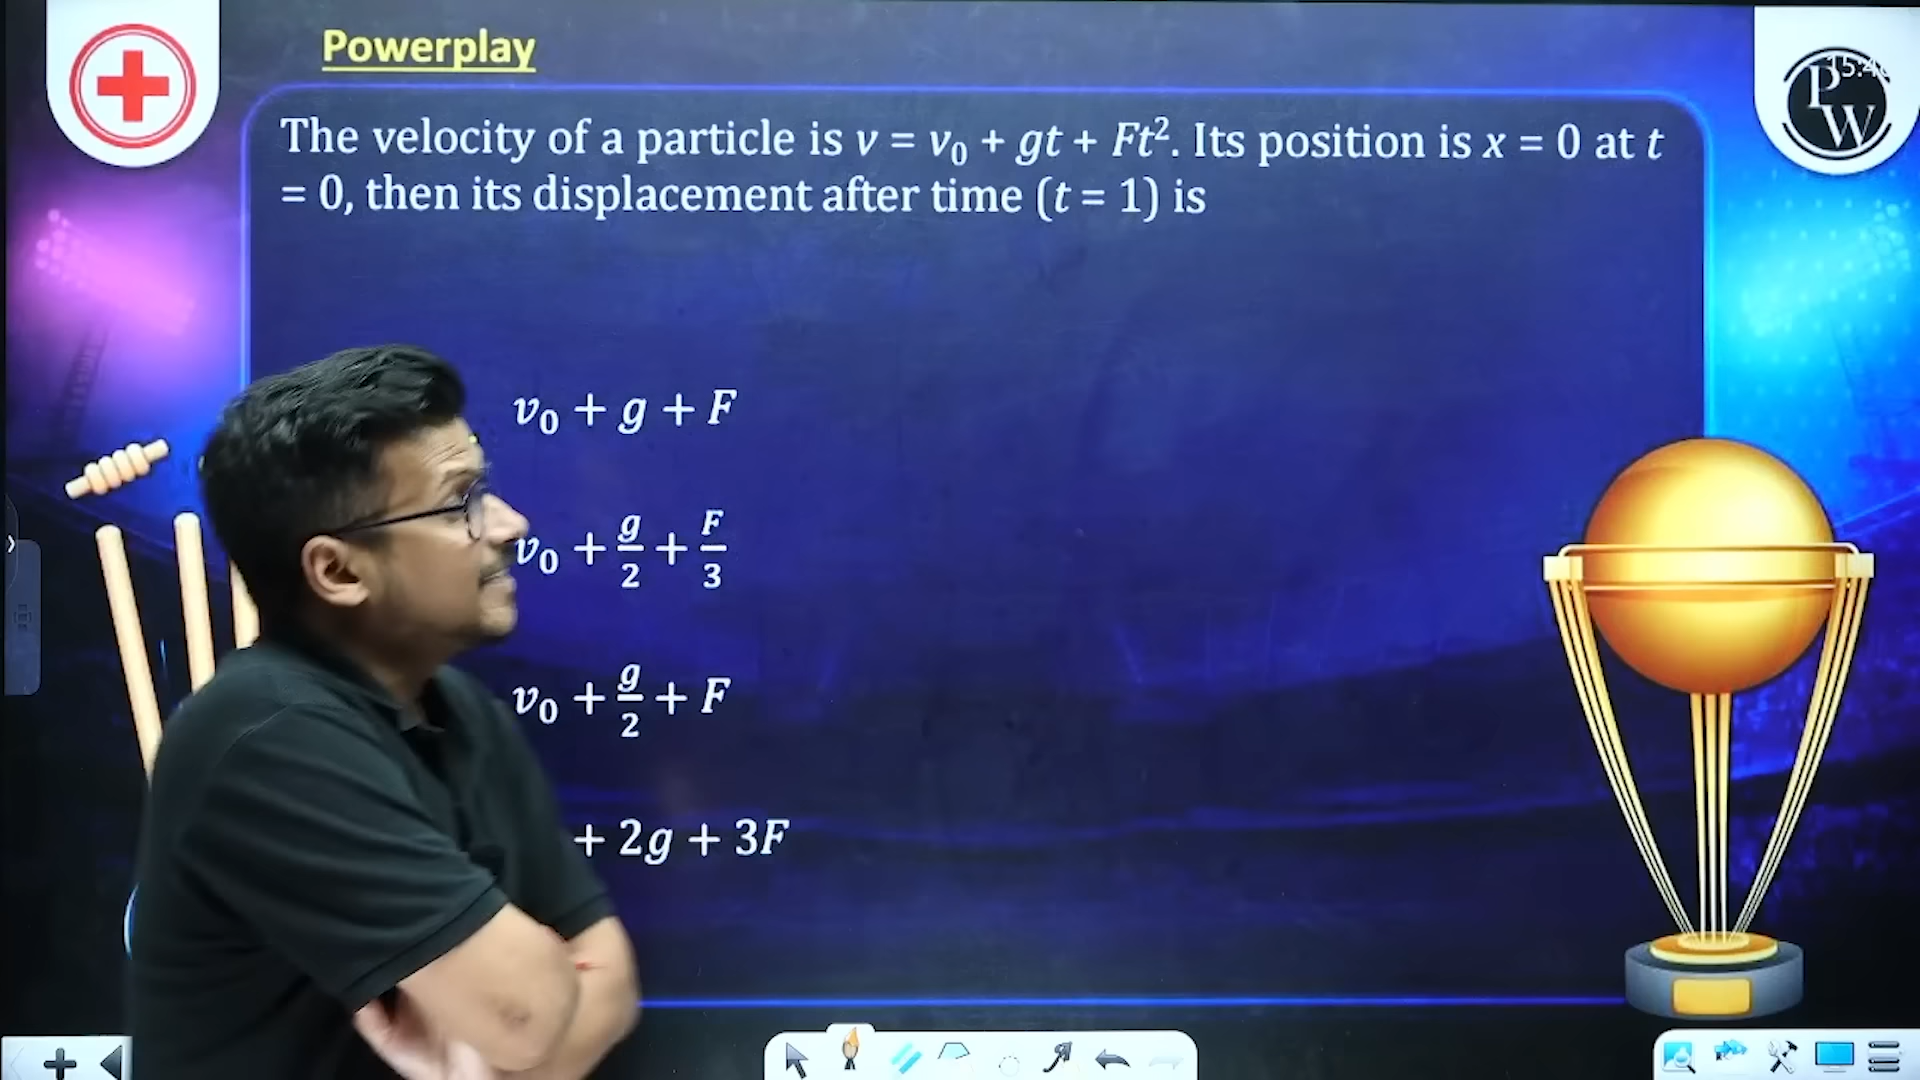 Powerplay
The velocity of a particle is v = v₀ + gt + Ft². Its position is x = 0 at t
= 0, then its displacement after time (t = 1) is
v₀ + g + F
v₀ + g/2 + F/3
v₀ + g/2 + F
+ 2g + 3F
PW